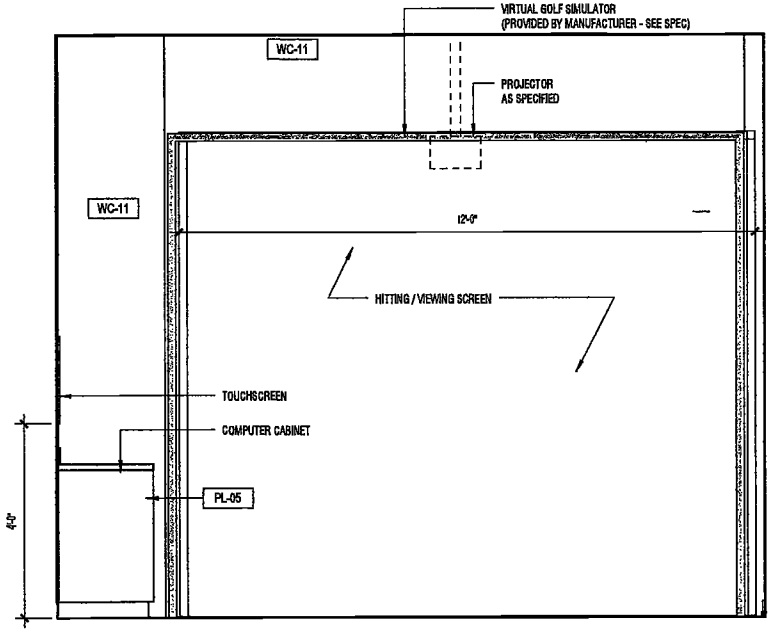 VIRTUAL GOLF SIMULATOR
(PROVIDED BY MANUFACTURER - SEE SPEC)
WC-11
PROJECTOR
AS SPECIFIED
WC-11
12'-0"
HITTING / VIEWING SCREEN
TOUCHSCREEN
COMPUTER CABINET
PL-05
4'-0"